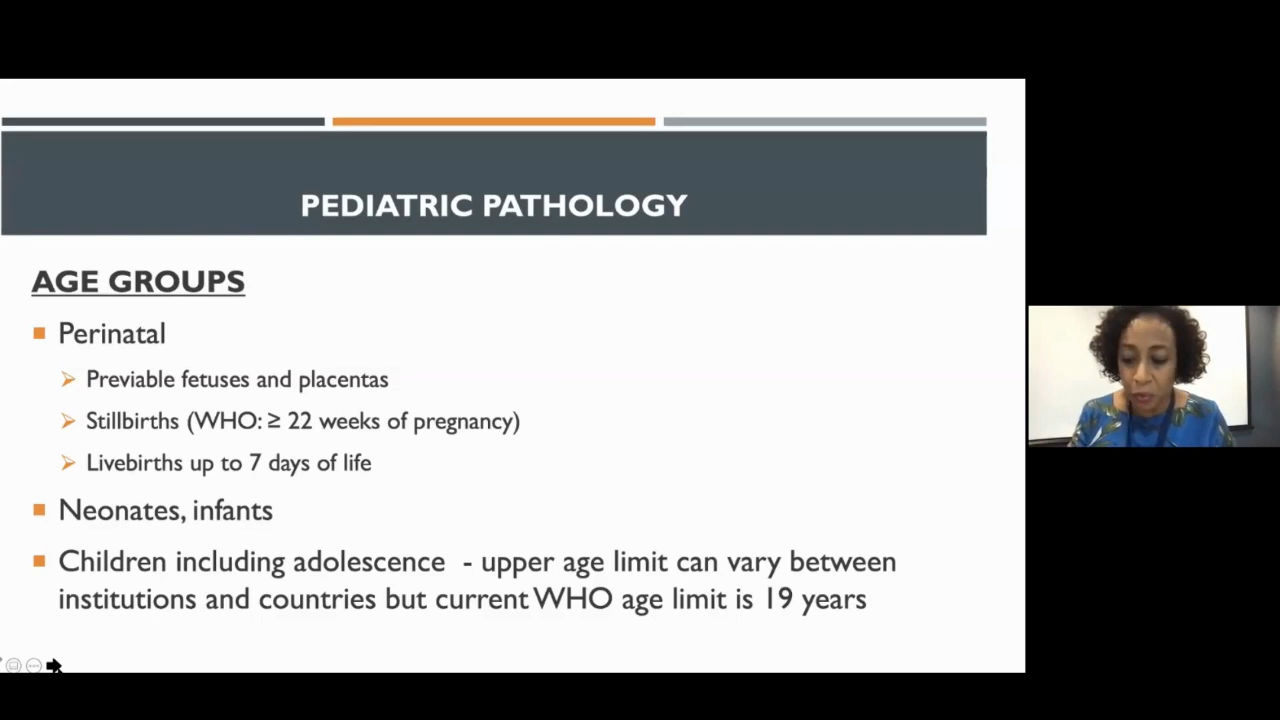 PEDIATRIC PATHOLOGY
AGE GROUPS
Perinatal
Previable fetuses and placentas
Stillbirths (WHO: ≥ 22 weeks of pregnancy)
Livebirths up to 7 days of life
Neonates, infants
Children including adolescence - upper age limit can vary between
institutions and countries but current WHO age limit is 19 years